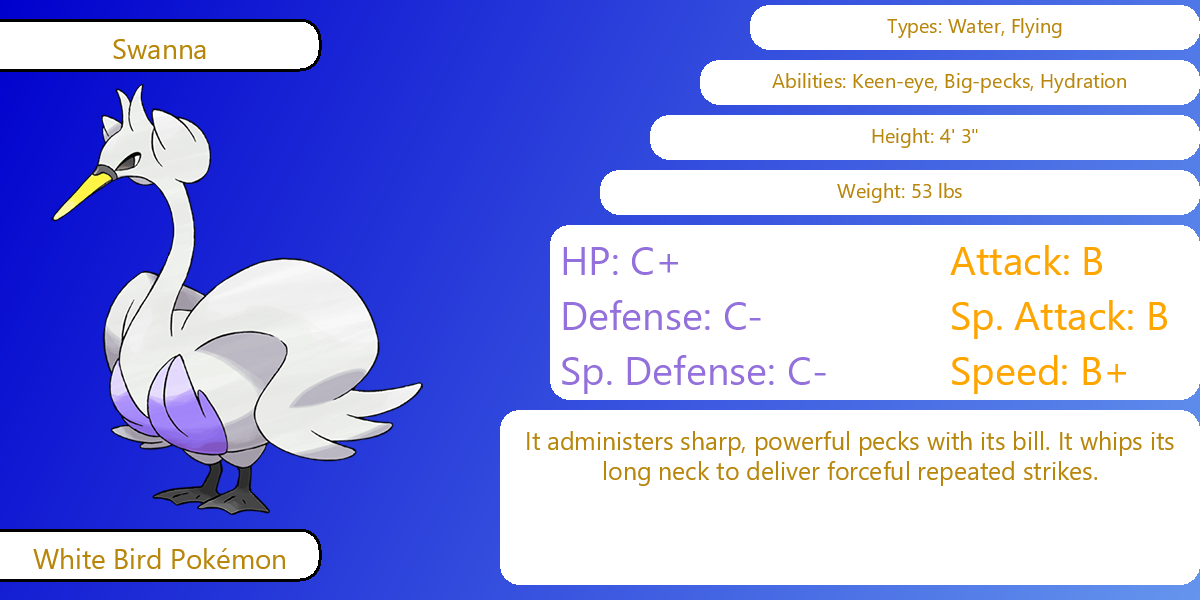 Swanna
Types: Water, Flying
Abilities: Keen-eye, Big-pecks, Hydration
Height: 4' 3"
Weight: 53 lbs
HP: C+
Attack: B
Defense: C-
Sp. Attack: B
Sp. Defense: C-
Speed: B+
It administers sharp, powerful pecks with its bill. It whips its
long neck to deliver forceful repeated strikes.
White Bird Pokémon